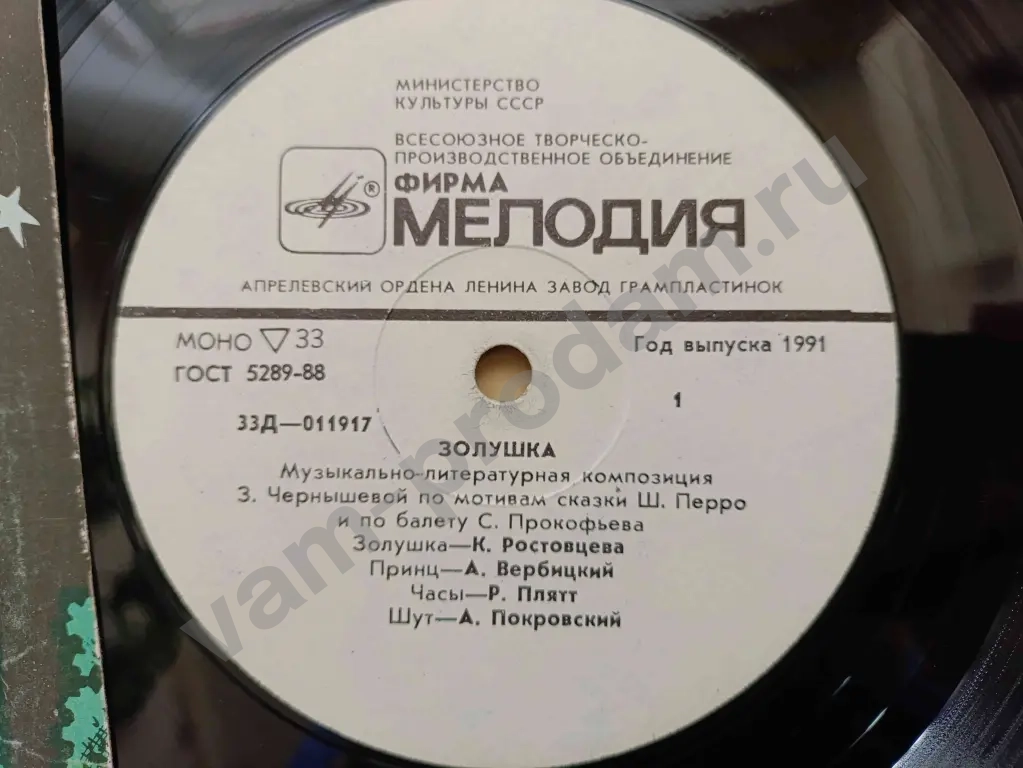 МИНИСТЕРСТВО
КУЛЬТУРЫ СССР
ВСЕСОЮЗНОЕ ТВОРЧЕСКО-
ПРОИЗВОДСТВЕННОЕ ОБЪЕДИНЕНИЕ
®
ФИРМА
МЕЛОДИЯ
АПРЕЛЕВСКИЙ ОРДЕНА ЛЕНИНА ЗАВОД ГРАМПЛАСТИНОК
МОНО ▽ 33
Год выпуска 1991
ГОСТ 5289-88
1
33Д—011917
ЗОЛУШКА
Музыкально-литературная композиция
З. Чернышевой по мотивам сказки Ш. Перро
и по балету С. Прокофьева
Золушка—К. Ростовцева
Принц—А. Вербицкий
Часы—Р. Плятт
Шут—А. Покровский
vam-prodam.ru